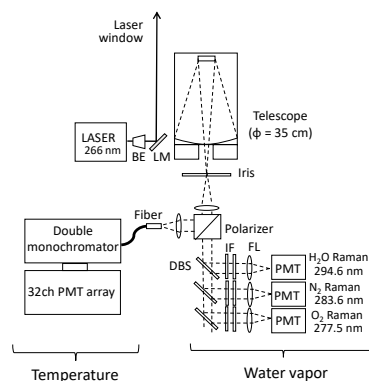 Laser
window
LASER
266 nm
BE
LM
Telescope
(ϕ = 35 cm)
Iris
Fiber
Polarizer
Double
monochromator
32ch PMT array
DBS
IF
FL
PMT
H₂O Raman
294.6 nm
PMT
N₂ Raman
283.6 nm
PMT
O₂ Raman
277.5 nm
Temperature
Water vapor